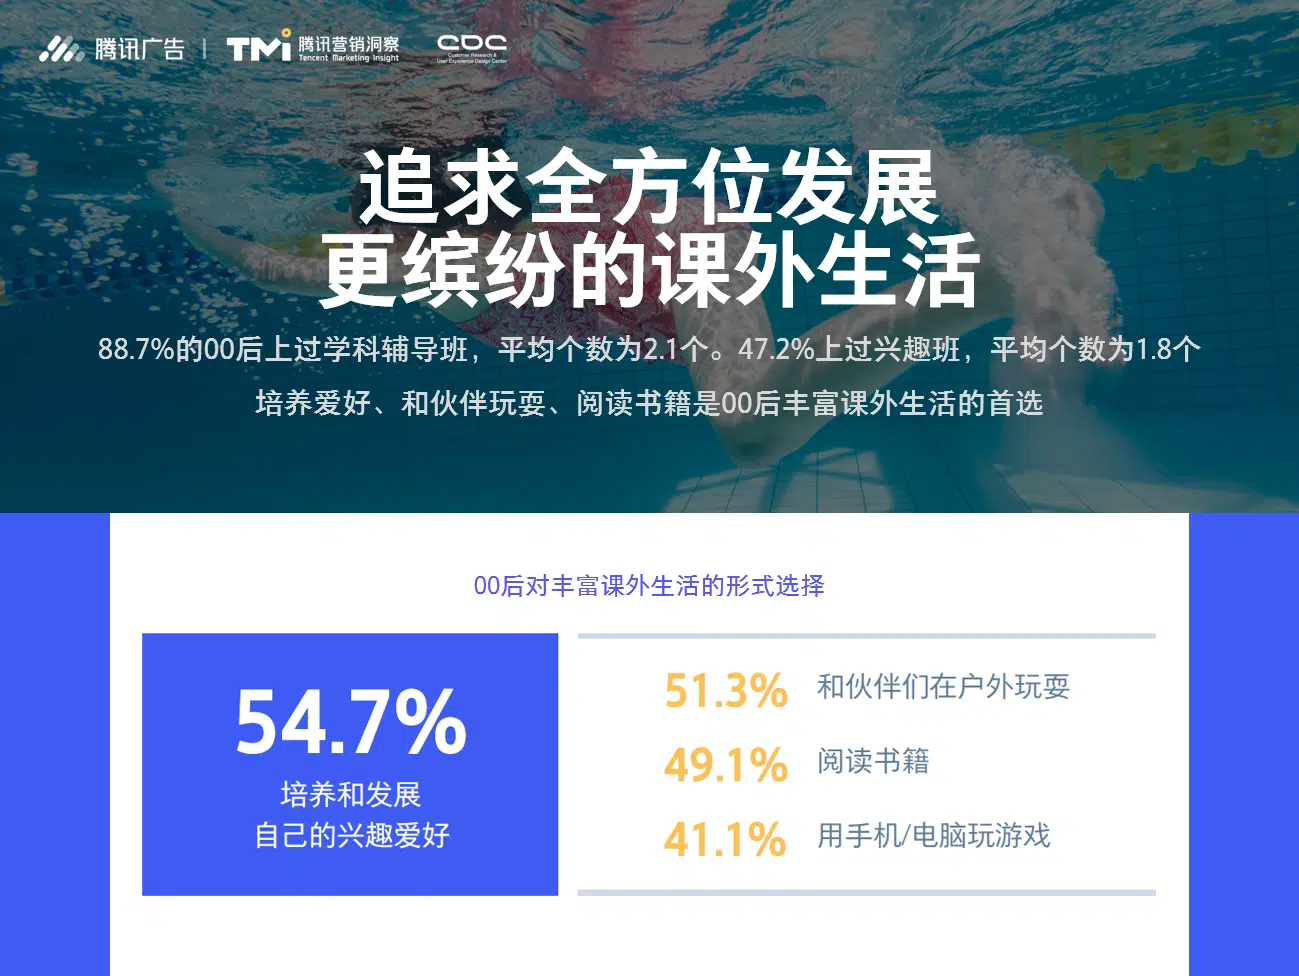 腾讯广告 | TMi 腾讯营销洞察
Tencent Marketing Insight
CDC
Customer Research &
User Experience Design Center
追求全方位发展
更缤纷的课外生活
88.7%的00后上过学科辅导班，平均个数为2.1个。47.2%上过兴趣班，平均个数为1.8个
培养爱好、和伙伴玩耍、阅读书籍是00后丰富课外生活的首选
00后对丰富课外生活的形式选择
54.7%
培养和发展
自己的兴趣爱好
51.3% 和伙伴们在户外玩耍
49.1% 阅读书籍
41.1% 用手机/电脑玩游戏